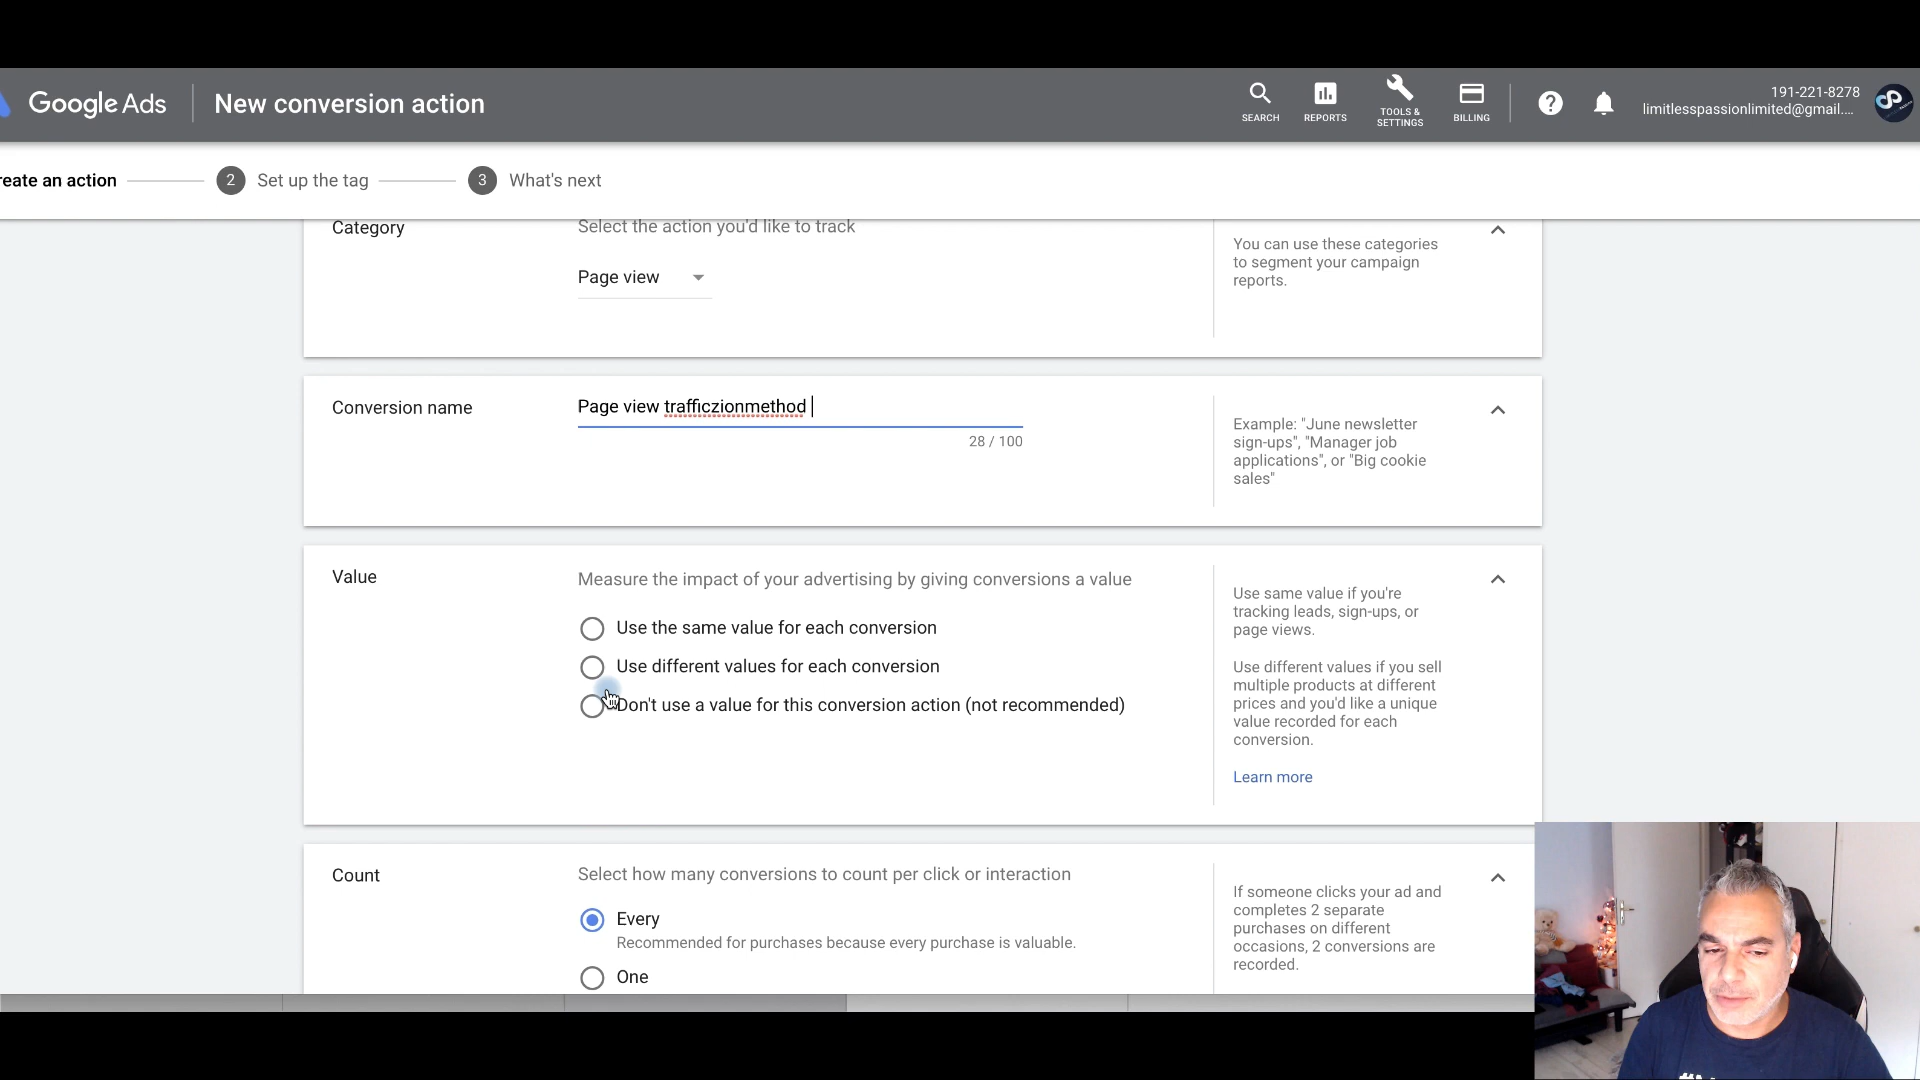 Google Ads
New conversion action
SEARCH
REPORTS
TOOLS &
SETTINGS
BILLING
191-221-8278
limitlesspassionlimited@gmail....
reate an action
2
Set up the tag
3
What's next
Category
Select the action you'd like to track
Page view
You can use these categories
to segment your campaign
reports.
Conversion name
Page view trafficzionmethod
28 / 100
Example: "June newsletter
sign-ups", "Manager job
applications", or "Big cookie
sales"
Value
Measure the impact of your advertising by giving conversions a value
Use the same value for each conversion
Use different values for each conversion
Don't use a value for this conversion action (not recommended)
Use same value if you're
tracking leads, sign-ups, or
page views.
Use different values if you sell
multiple products at different
prices and you'd like a unique
value recorded for each
conversion.
Learn more
Count
Select how many conversions to count per click or interaction
Every
Recommended for purchases because every purchase is valuable.
One
If someone clicks your ad and
completes 2 separate
purchases on different
occasions, 2 conversions are
recorded.